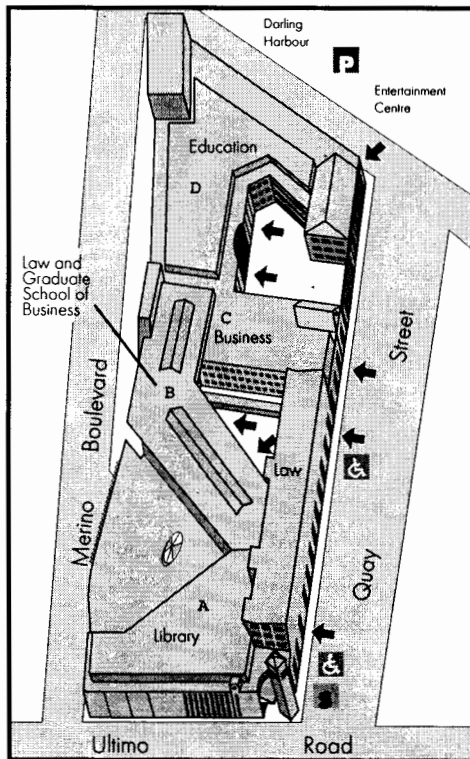 Darling
Harbour
P
Entertainment
Centre
Education
D
Law and
Graduate
School of
Business
C
Business
Street
B
Boulevard
Law
Merino
Quay
A
Library
Ultimo
Road